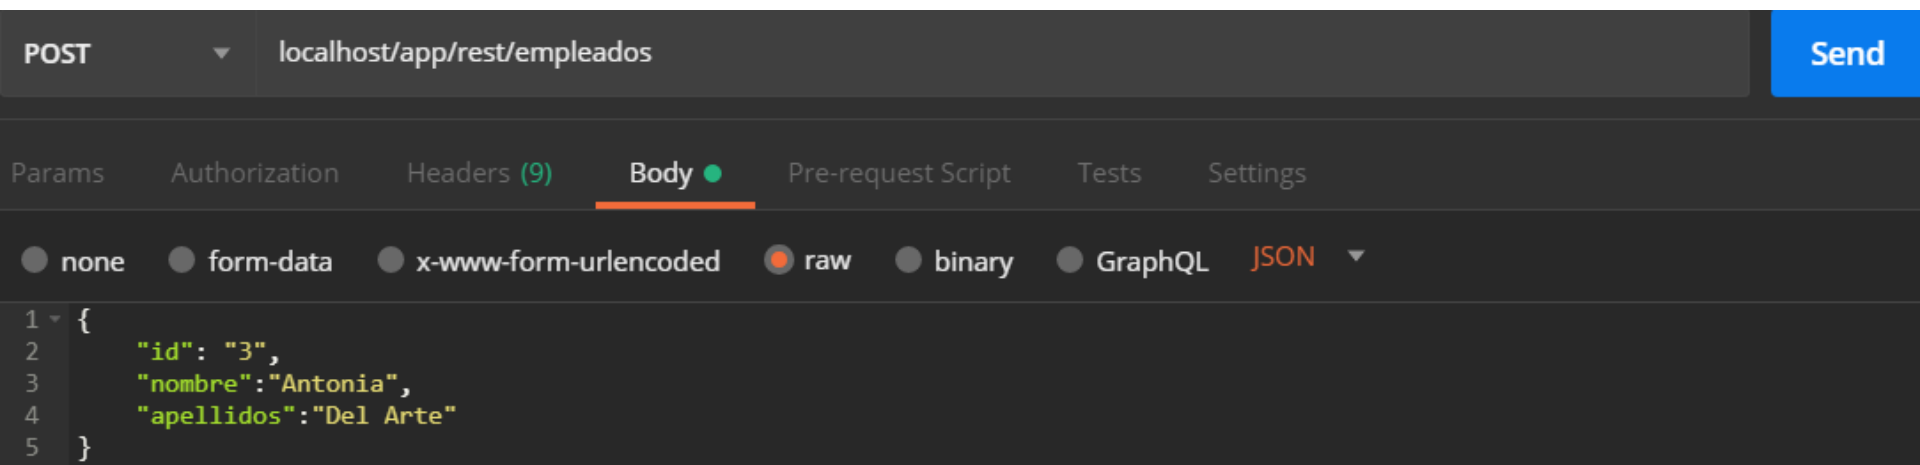 POST localhost/app/rest/empleados Send
Params Authorization Headers (9) Body Pre-request Script Tests Settings
none form-data x-www-form-urlencoded raw binary GraphQL JSON
1 {
2 "id": "3",
3 "nombre":"Antonia",
4 "apellidos":"Del Arte"
5 }